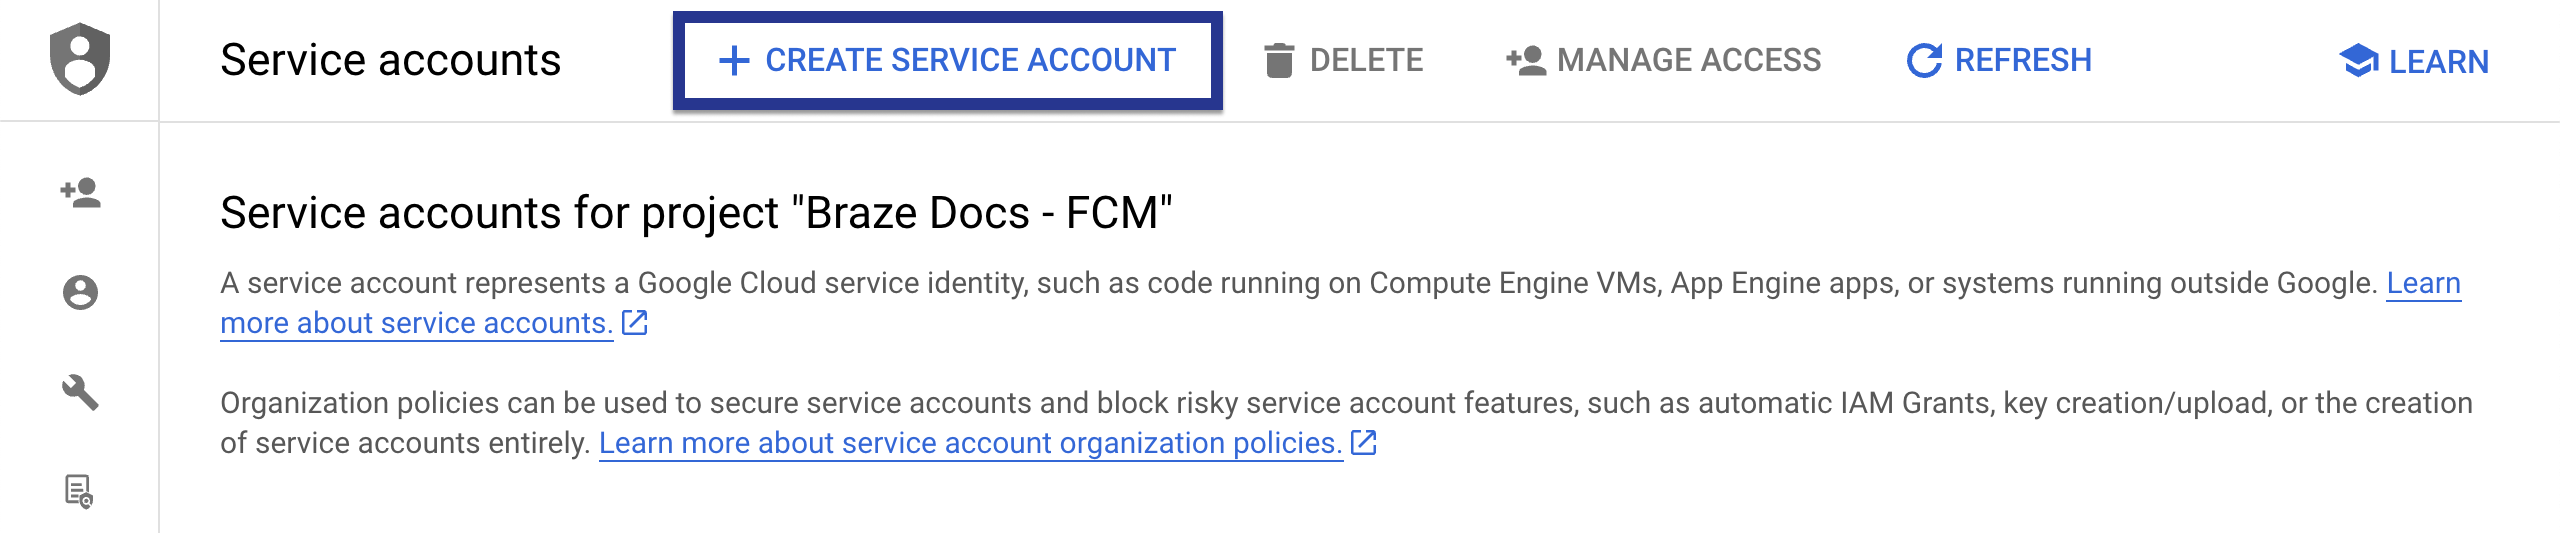 Service accounts
CREATE SERVICE ACCOUNT
DELETE
MANAGE ACCESS
REFRESH
LEARN
Service accounts for project "Braze Docs - FCM"
A service account represents a Google Cloud service identity, such as code running on Compute Engine VMs, App Engine apps, or systems running outside Google. Learn
more about service accounts.
Organization policies can be used to secure service accounts and block risky service account features, such as automatic IAM Grants, key creation/upload, or the creation
of service accounts entirely. Learn more about service account organization policies.